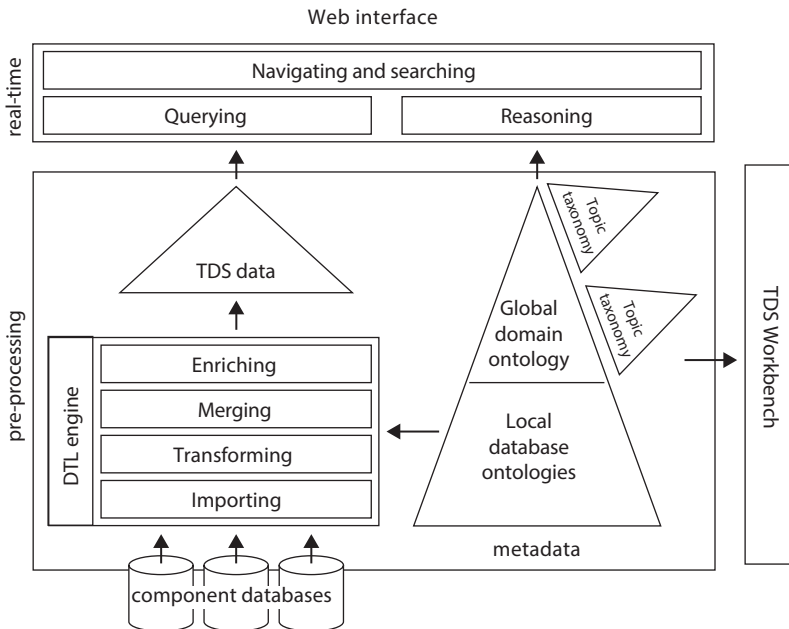 Web interface
real-time
Navigating and searching
Querying
Reasoning
pre-processing
TDS data
Topic
taxonomy
Topic
taxonomy
Global
domain
ontology
Local
database
ontologies
metadata
DTL engine
Enriching
Merging
Transforming
Importing
component databases
TDS Workbench